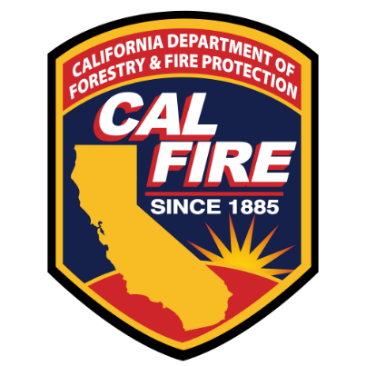 CALIFORNIA DEPARTMENT OF
FORESTRY & FIRE PROTECTION
CAL
FIRE
SINCE 1885